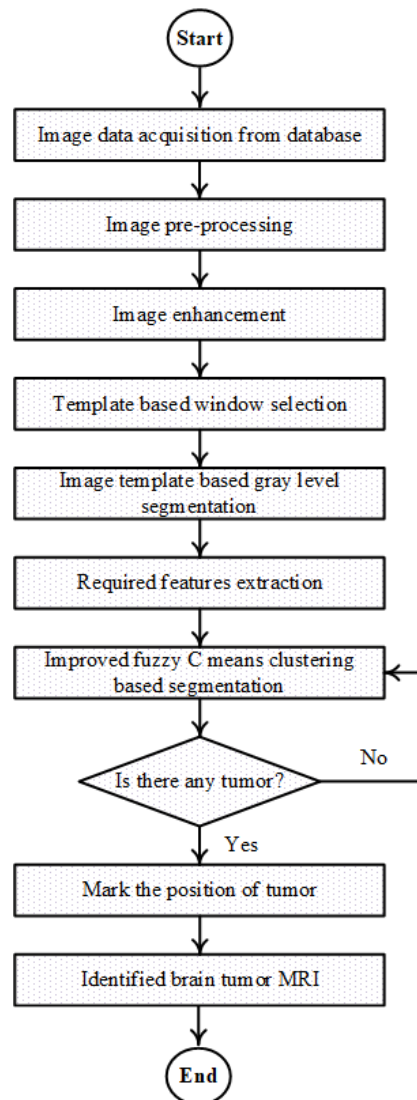 Start
Image data acquisition from database
Image pre-processing
Image enhancement
Template based window selection
Image template based gray level
segmentation
Required features extraction
Improved fuzzy C means clustering
based segmentation
Is there any tumor?
No
Yes
Mark the position of tumor
Identified brain tumor MRI
End